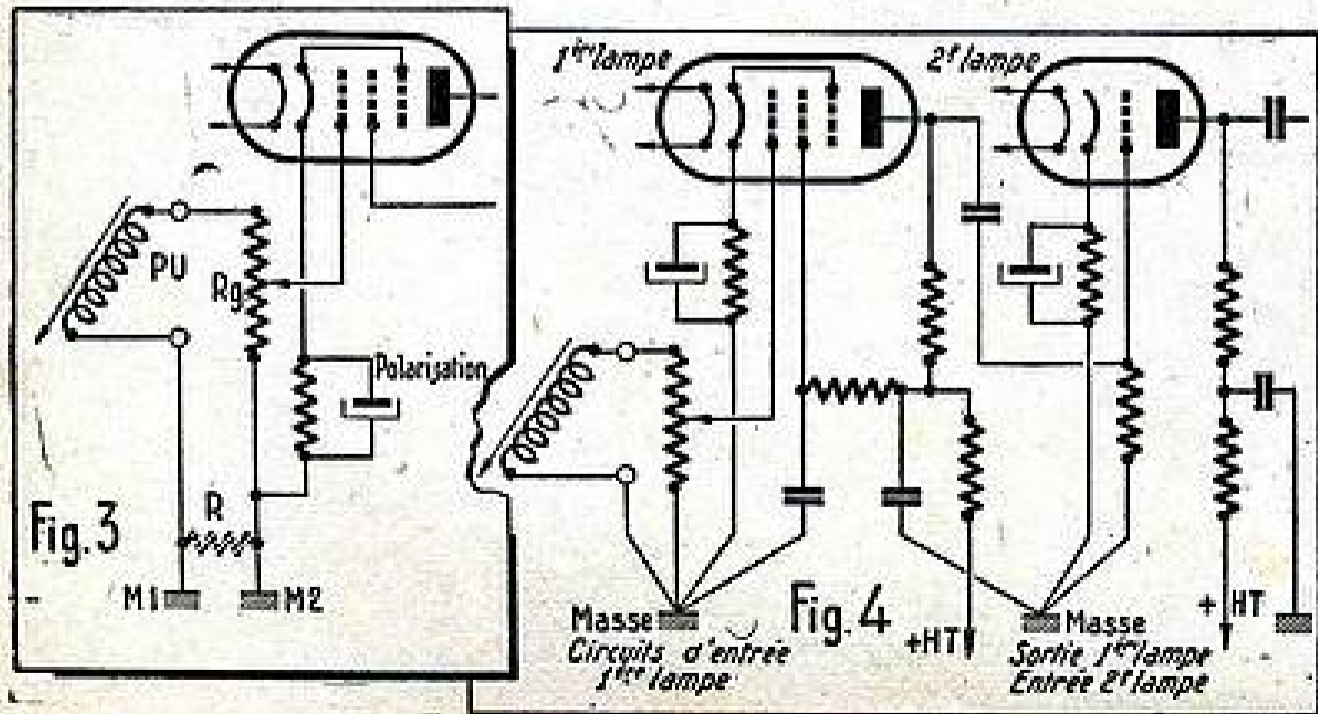 PU
Rg
Polarization
R
Fig.3
M1
M2
1ère lampe
2e lampe
Masse
Circuits d'entrée
1ère lampe
Fig.4
+HT
Masse
Sortie 1ère lampe
Entrée 2e lampe
+ HT